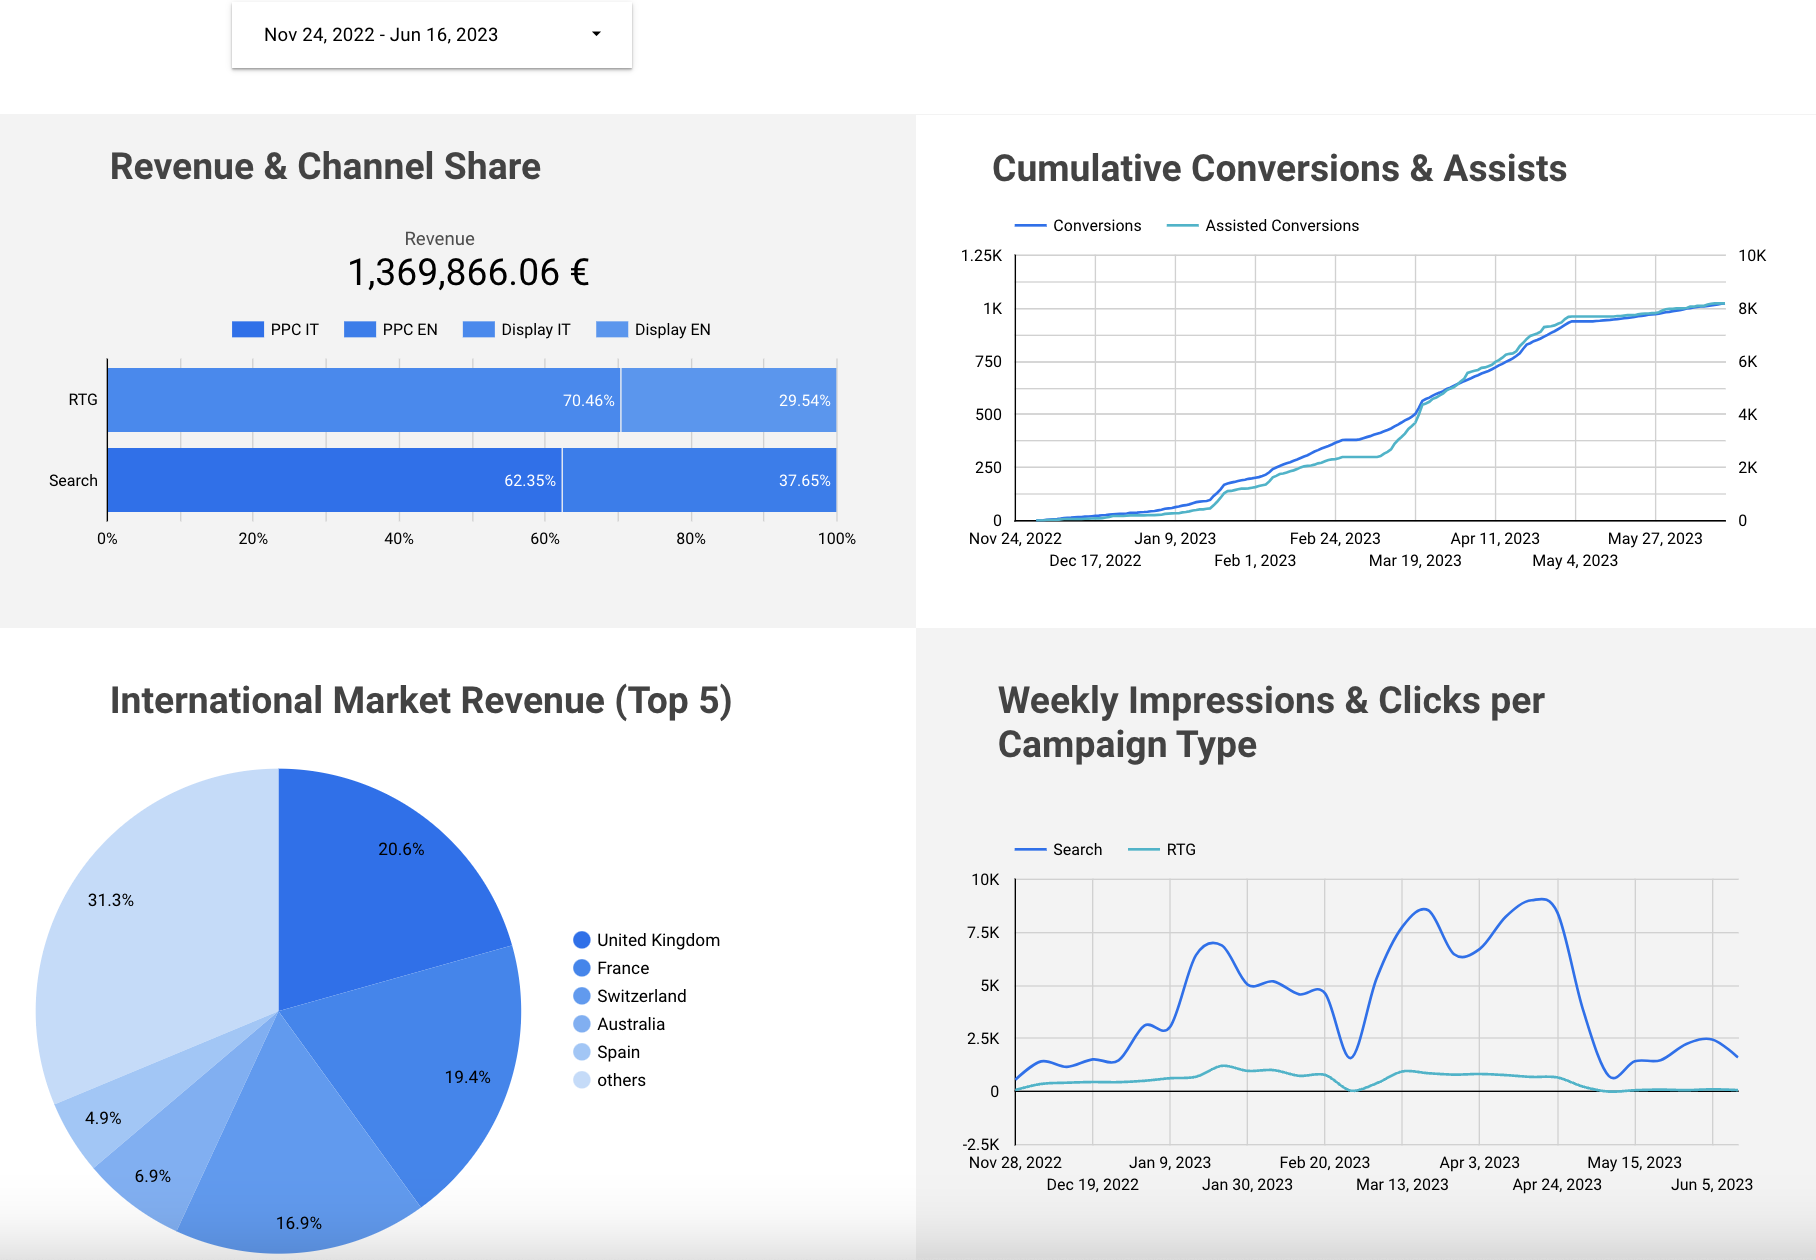 Nov 24, 2022 - Jun 16, 2023
Revenue & Channel Share
Revenue
1,369,866.06 €
PPC IT
PPC EN
Display IT
Display EN
RTG
70.46%
29.54%
Search
62.35%
37.65%
0%
20%
40%
60%
80%
100%
Cumulative Conversions & Assists
Conversions
Assisted Conversions
1.25K
1K
750
500
250
0
10K
8K
6K
4K
2K
0
Nov 24, 2022
Dec 17, 2022
Jan 9, 2023
Feb 1, 2023
Feb 24, 2023
Mar 19, 2023
Apr 11, 2023
May 4, 2023
May 27, 2023
International Market Revenue (Top 5)
20.6%
19.4%
16.9%
6.9%
4.9%
31.3%
United Kingdom
France
Switzerland
Australia
Spain
others
Weekly Impressions & Clicks per
Campaign Type
Search
RTG
10K
7.5K
5K
2.5K
0
-2.5K
Nov 28, 2022
Dec 19, 2022
Jan 9, 2023
Jan 30, 2023
Feb 20, 2023
Mar 13, 2023
Apr 3, 2023
Apr 24, 2023
May 15, 2023
Jun 5, 2023